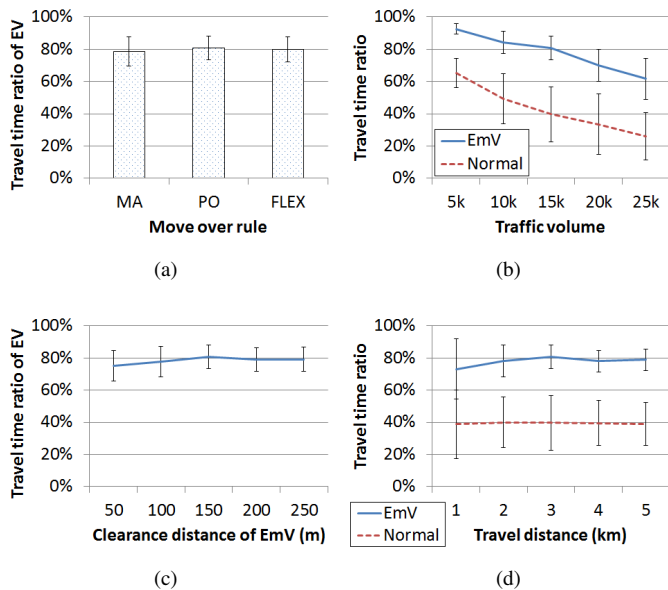 Travel time ratio of EV
100%
80%
60%
40%
20%
0%
MA PO FLEX
Move over rule
(a)
Travel time ratio
100%
80%
60%
40%
20%
0%
EmV
Normal
5k 10k 15k 20k 25k
Traffic volume
(b)
Travel time ratio of EV
100%
80%
60%
40%
20%
0%
50 100 150 200 250
Clearance distance of EmV (m)
(c)
Travel time ratio
100%
80%
60%
40%
20%
0%
EmV
Normal
1 2 3 4 5
Travel distance (km)
(d)